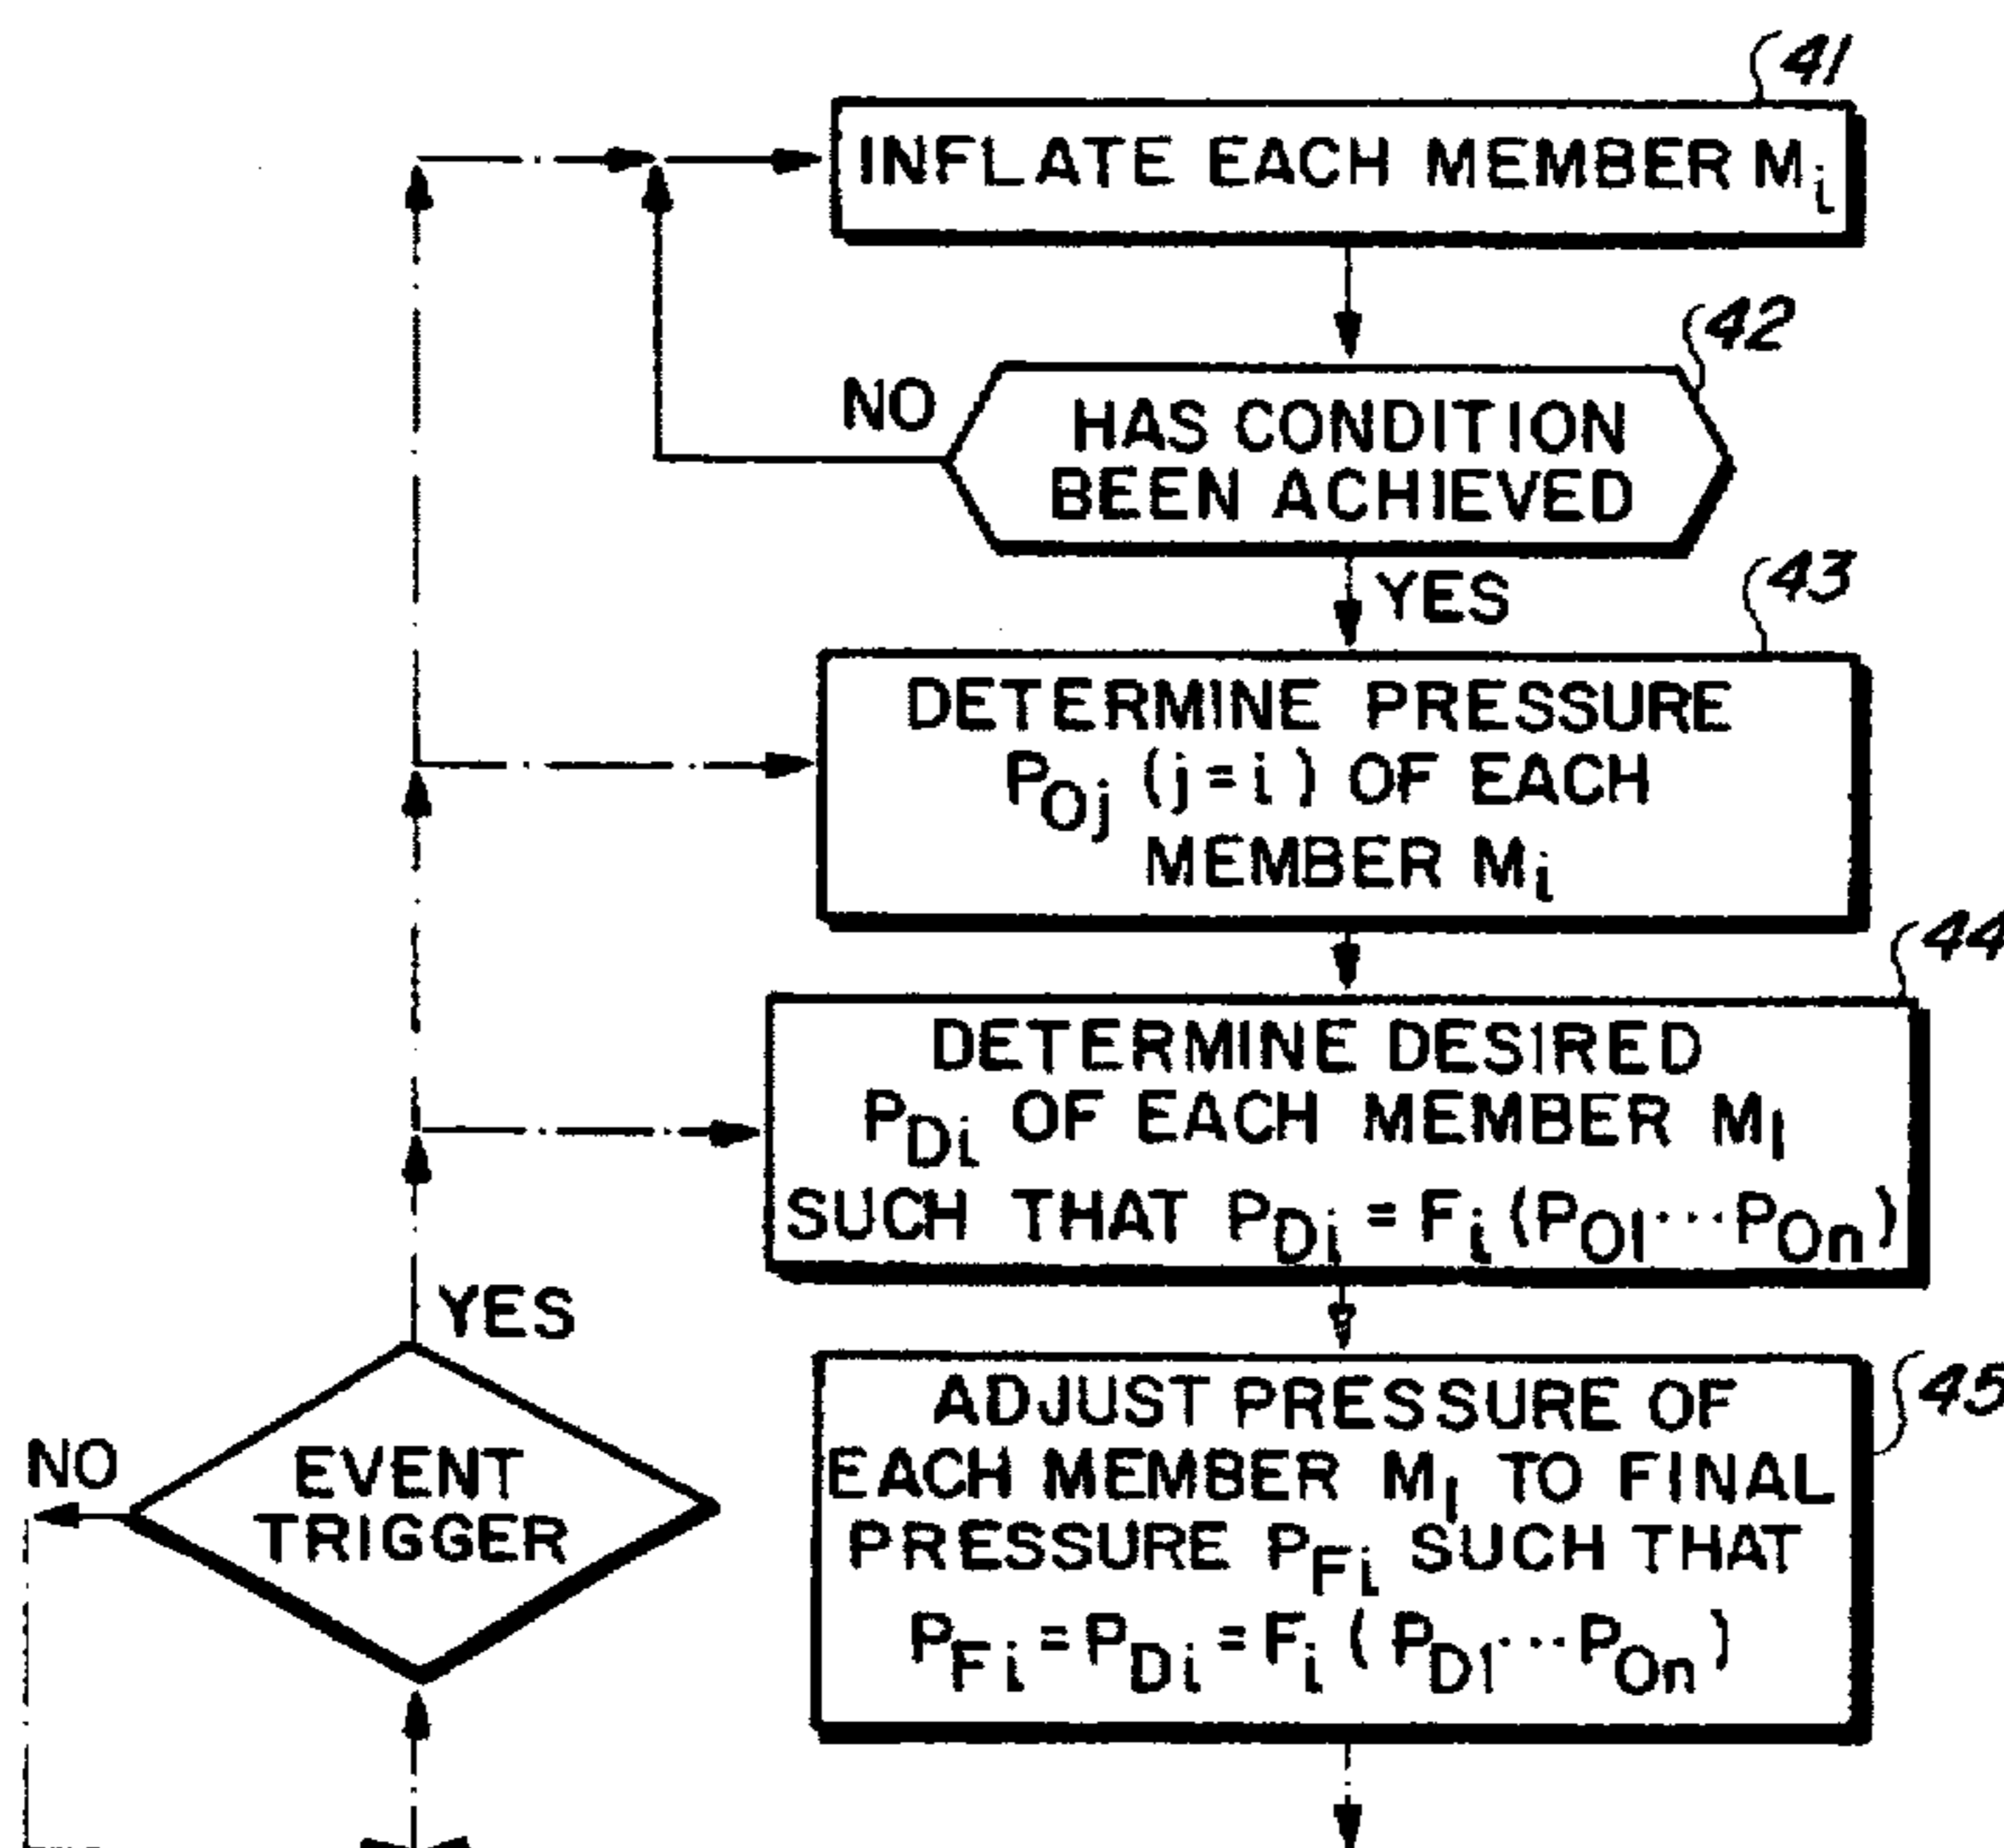 41
INFLATE EACH MEMBER Mi
42
NO
HAS CONDITION
BEEN ACHIEVED
YES
43
DETERMINE PRESSURE
POj (j=i) OF EACH
MEMBER Mi
44
DETERMINE DESIRED
PDi OF EACH MEMBER MI
SUCH THAT PDi = Fi (PO1···POn)
YES
NO
EVENT
TRIGGER
45
ADJUST PRESSURE OF
EACH MEMBER MI TO FINAL
PRESSURE PFi SUCH THAT
PFi = PDi = Fi (PD1···POn)